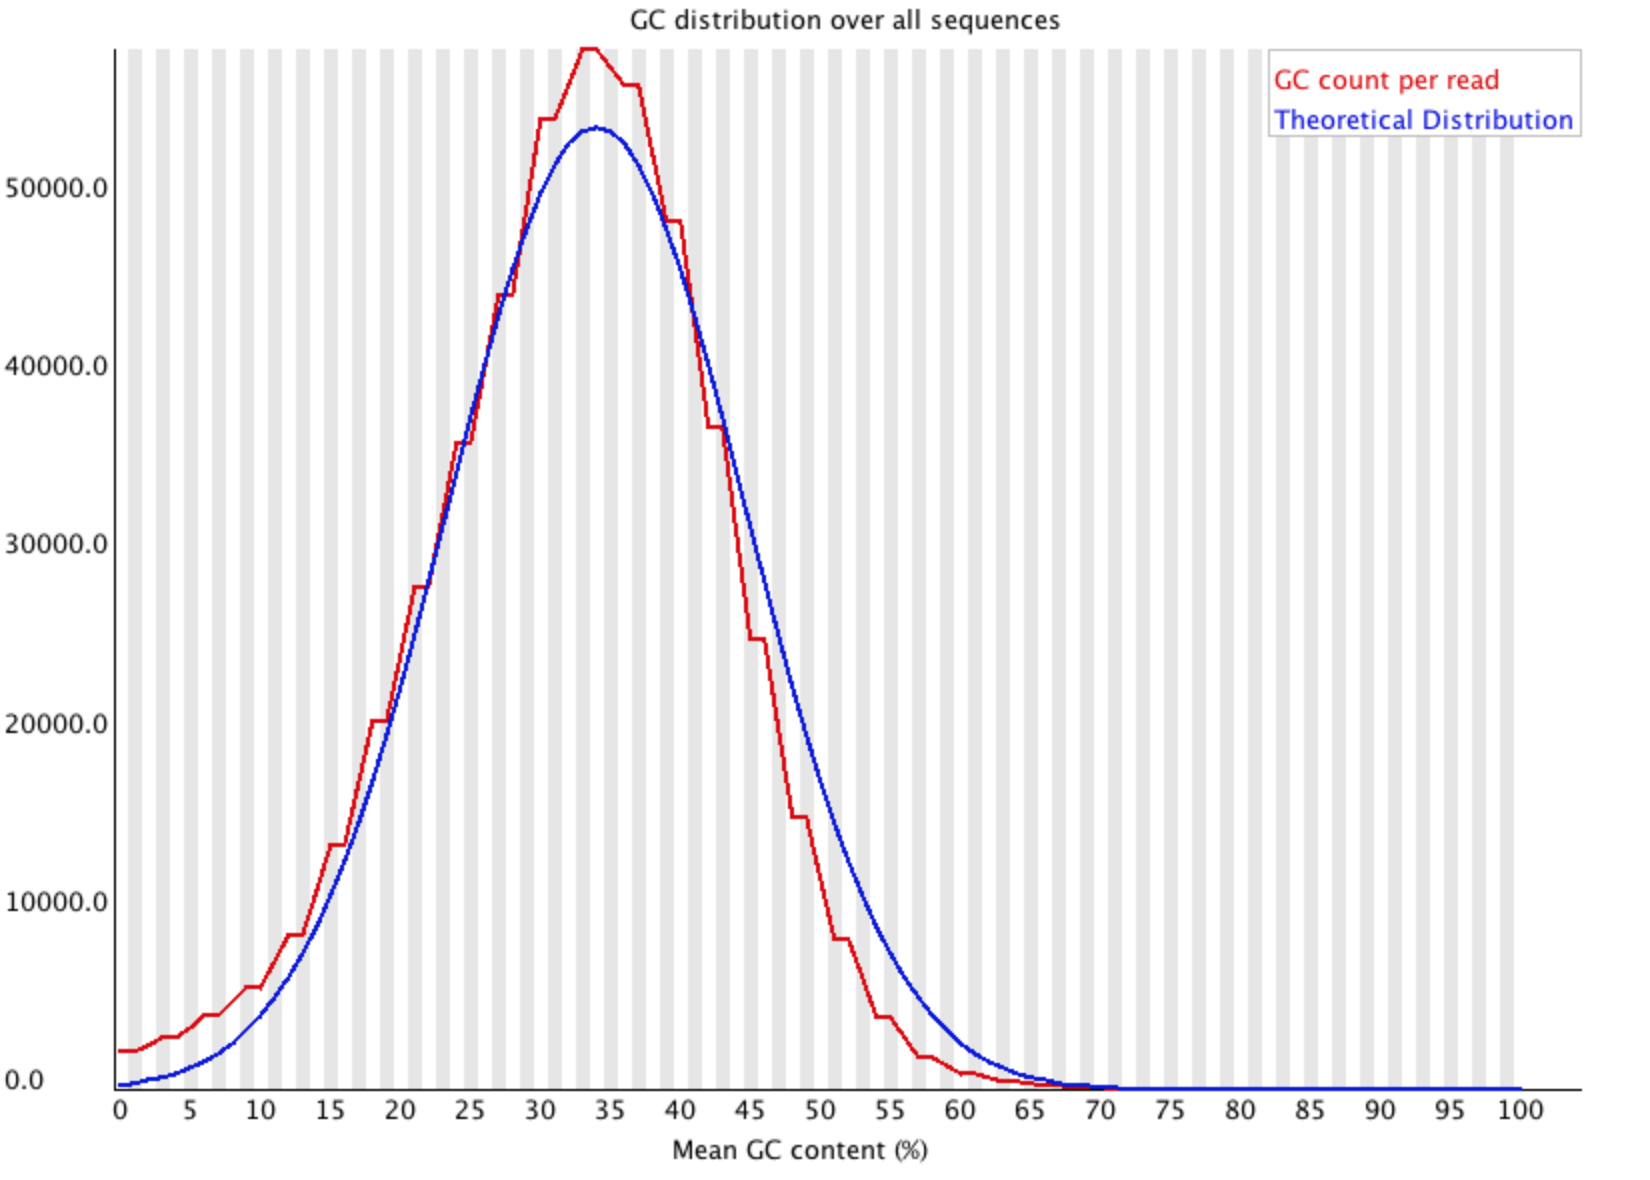 GC distribution over all sequences
GC count per read
Theoretical Distribution
50000.0
40000.0
30000.0
20000.0
10000.0
0.0
0 5 10 15 20 25 30 35 40 45 50 55 60 65 70 75 80 85 90 95 100
Mean GC content (%)